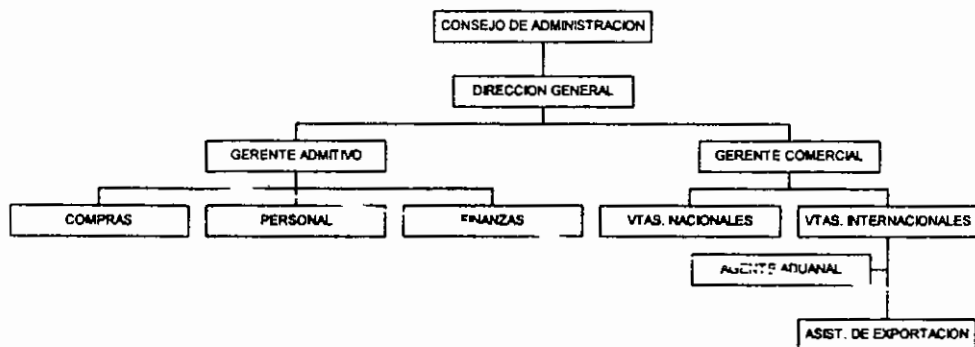 CONSEJO DE ADMINISTRACION
DIRECCION GENERAL
GERENTE ADMITIVO
GERENTE COMERCIAL
COMPRAS
PERSONAL
FINANZAS
VTAS. NACIONALES
VTAS. INTERNACIONALES
AGENTE ADUANAL
ASIST. DE EXPORTACION